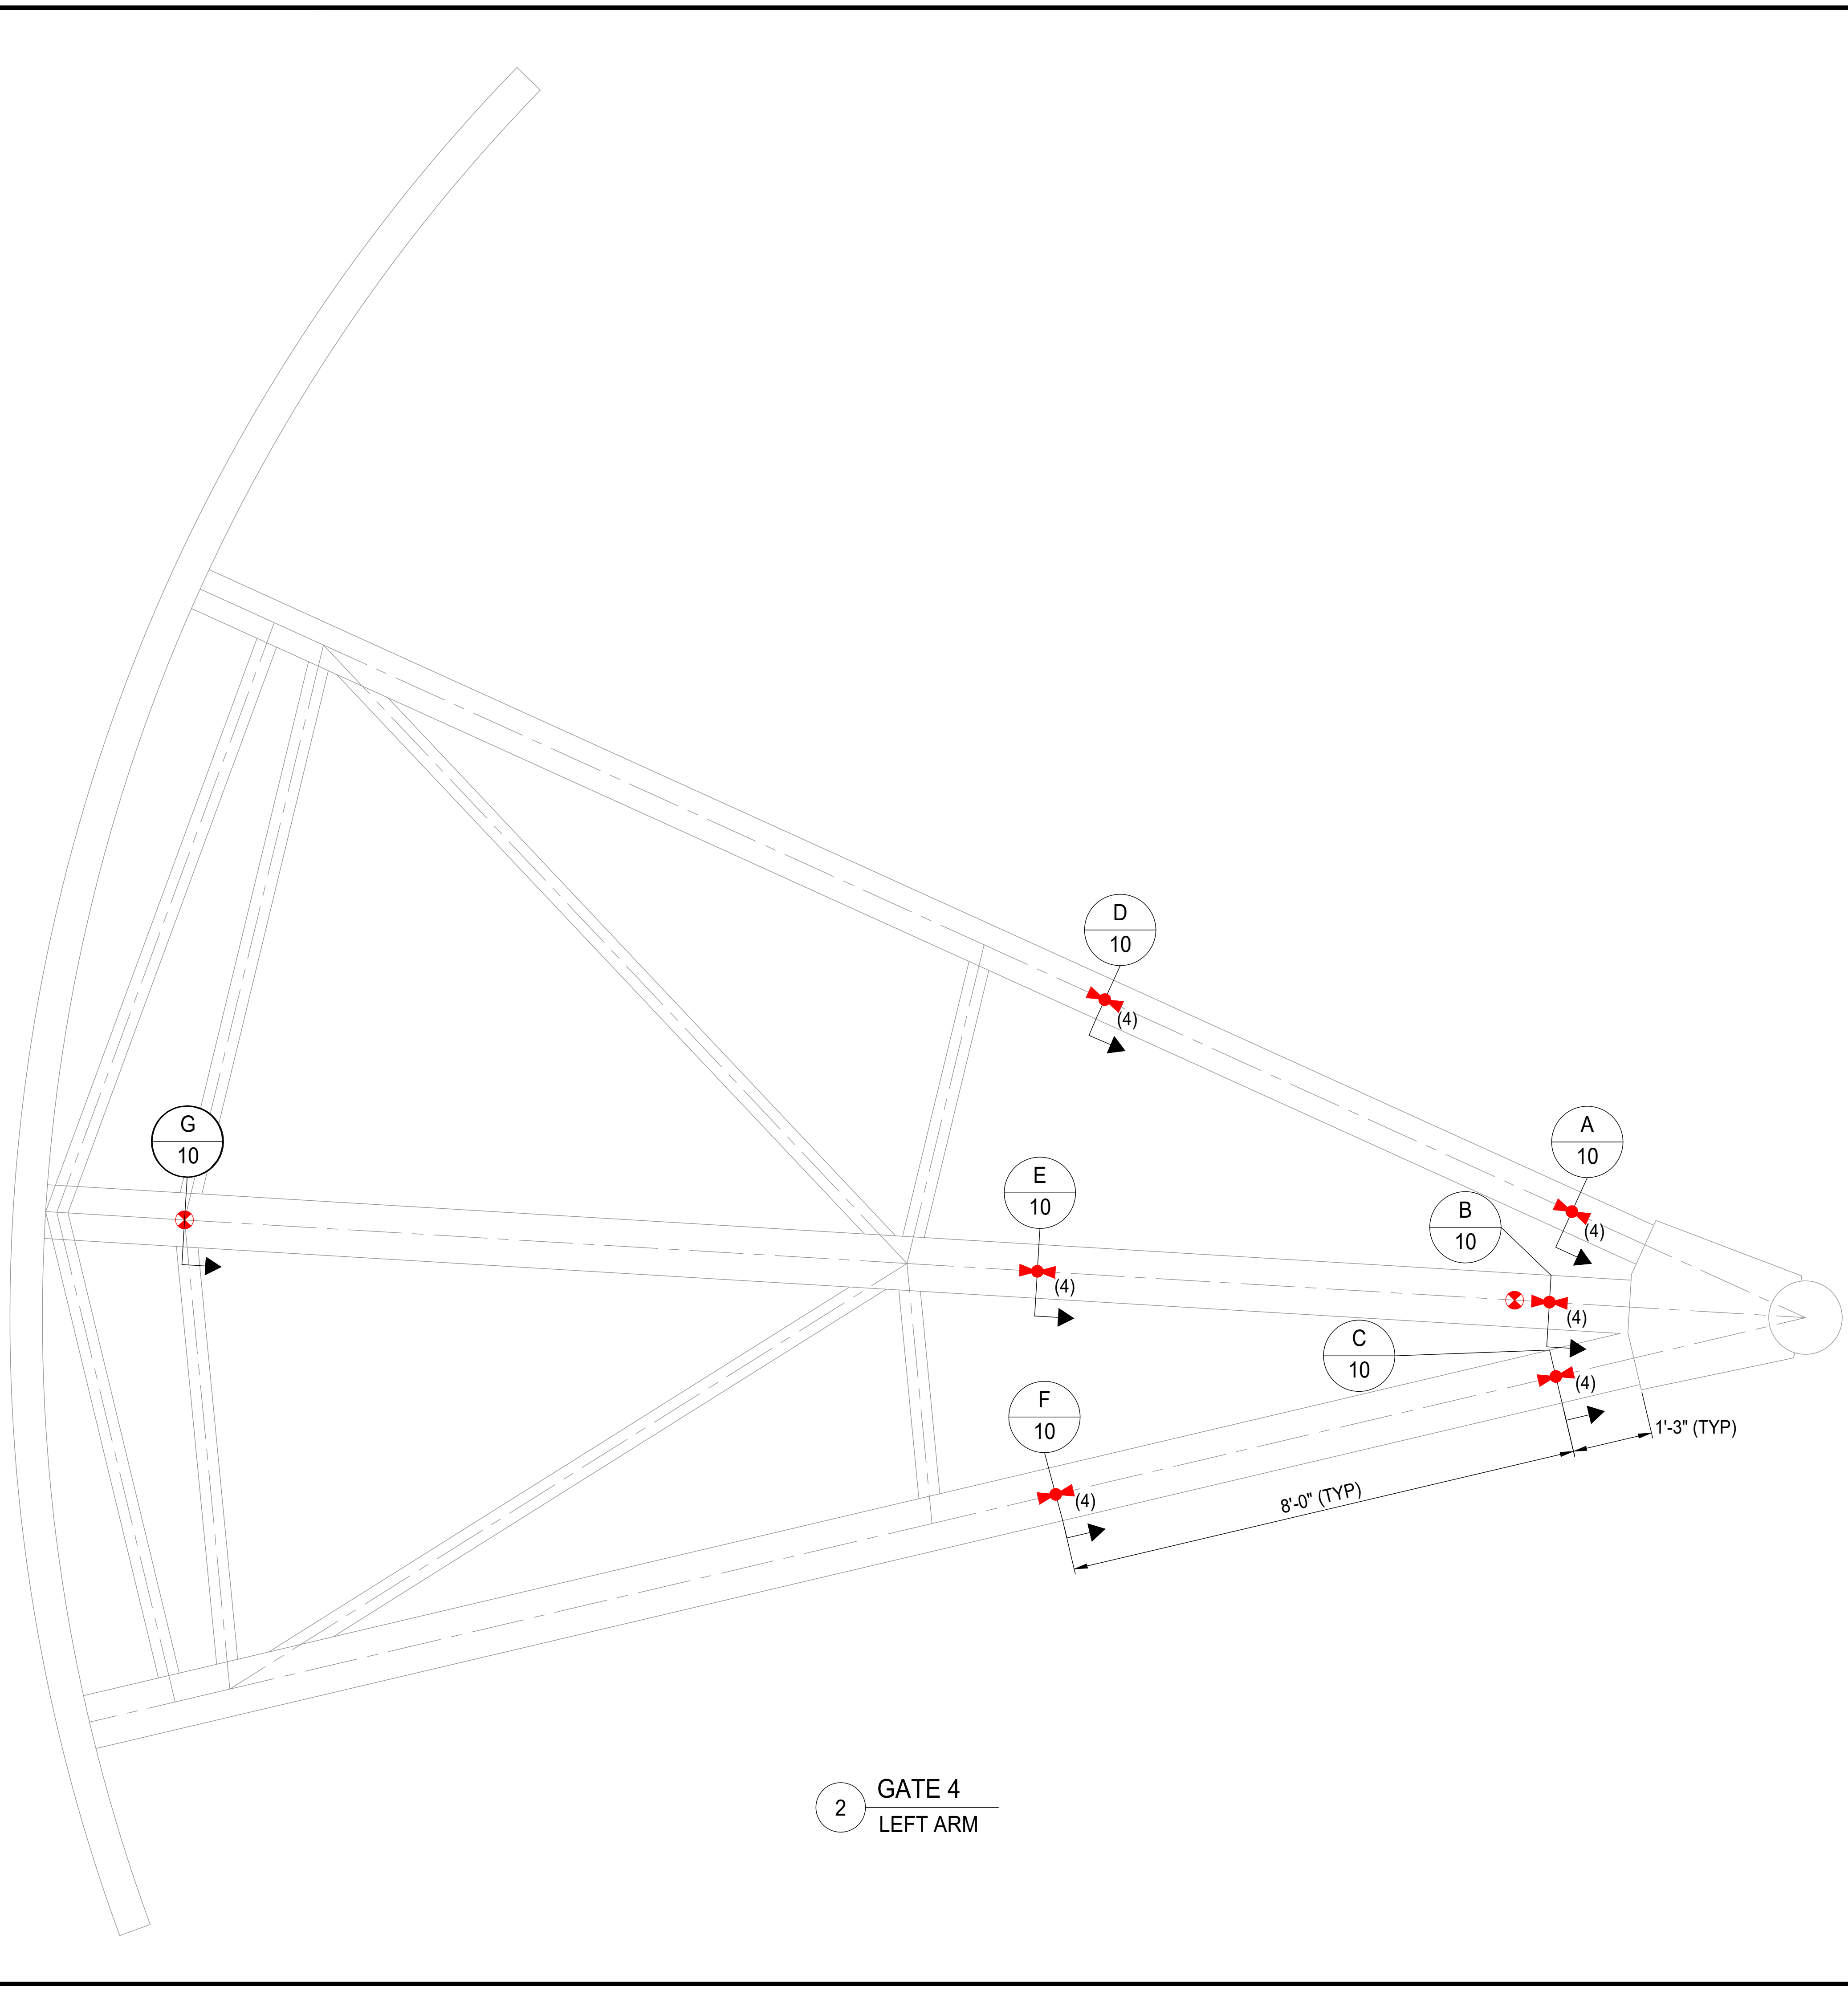 D
10
(4)
G
10
A
10
(4)
E
10
(4)
B
10
(4)
C
10
(4)
F
10
(4)
1'-3" (TYP)
8'-0" (TYP)
2
GATE 4
LEFT ARM